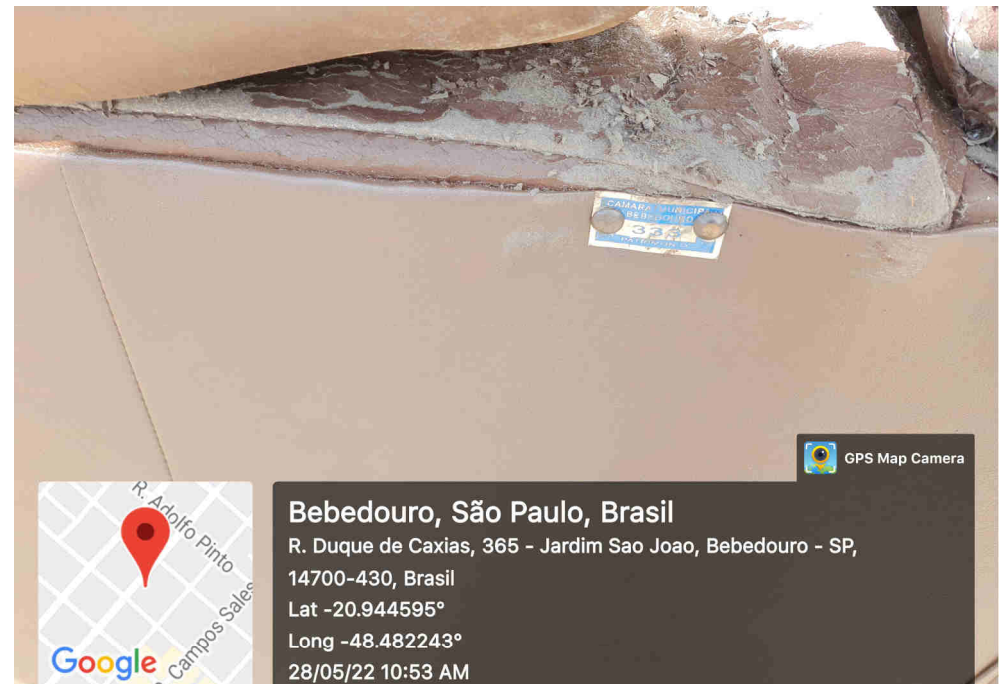 CAMARA MUNICIP
BEBEDOURO
PATRIMONIO
GPS Map Camera
R. Adolfo Pinto
Campos Sales
Google
Bebedouro, São Paulo, Brasil
R. Duque de Caxias, 365 - Jardim Sao Joao, Bebedouro - SP,
14700-430, Brasil
Lat -20.944595°
Long -48.482243°
28/05/22 10:53 AM